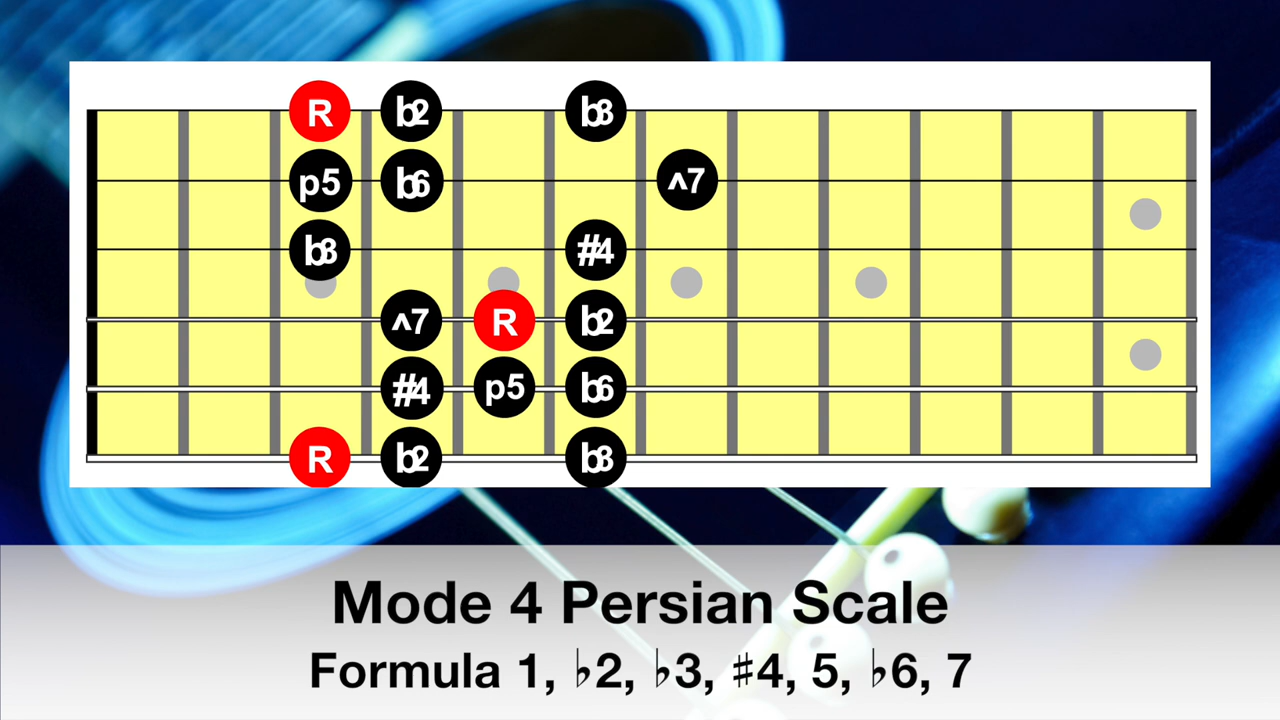 R b2 b3
p5 b6 ^7
b3 #4
^7 R b2
#4 p5 b6
R b2 b3
Mode 4 Persian Scale
Formula 1, ♭2, ♭3, ♯4, 5, ♭6, 7